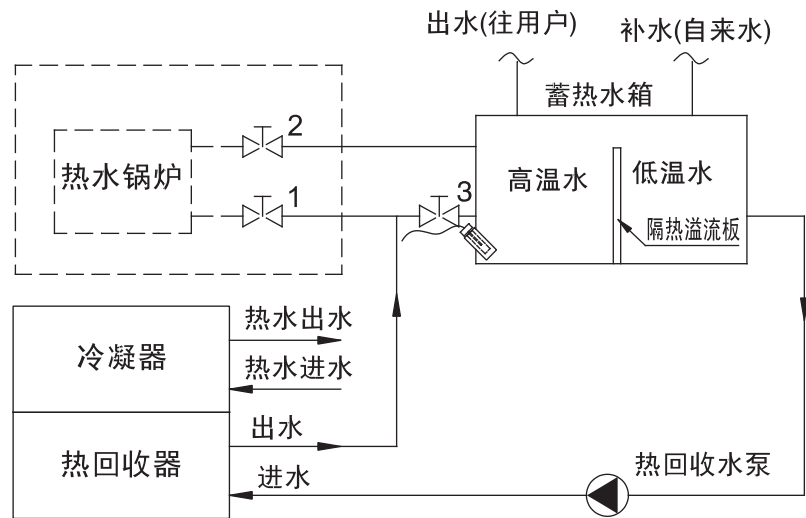 出水(往用户)
补水(自来水)
蓄热水箱
2
热水锅炉
高温水
低温水
1
3
隔热溢流板
热水出水
冷凝器
热水进水
出水
热回收器
进水
热回收水泵